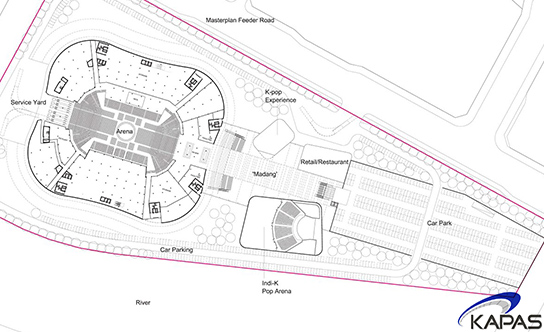 Masterplan Feeder Road
K-pop
Experience
Service Yard
Arena
Retail/Restaurant
'Madang'
Car Park
Car Parking
Indi-K
Pop Arena
River
KAPAS